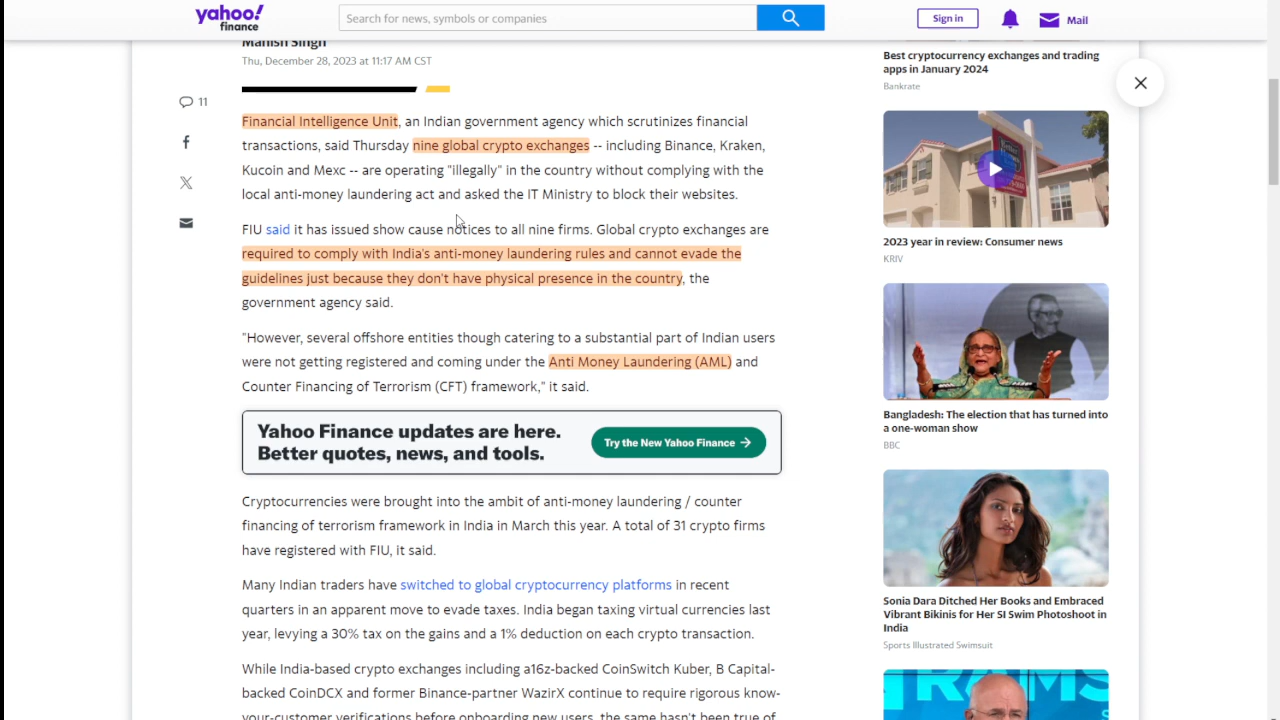 yahoo!
finance
Search for news, symbols or companies
Sign in
Mail
Manish Singh
Thu, December 28, 2023 at 11:17 AM CST
11
Financial Intelligence Unit, an Indian government agency which scrutinizes financial
transactions, said Thursday nine global crypto exchanges -- including Binance, Kraken,
Kucoin and Mexc -- are operating "illegally" in the country without complying with the
local anti-money laundering act and asked the IT Ministry to block their websites.
FIU said it has issued show cause notices to all nine firms. Global crypto exchanges are
required to comply with India's anti-money laundering rules and cannot evade the
guidelines just because they don't have physical presence in the country, the
government agency said.
"However, several offshore entities though catering to a substantial part of Indian users
were not getting registered and coming under the Anti Money Laundering (AML) and
Counter Financing of Terrorism (CFT) framework," it said.
Yahoo Finance updates are here.
Better quotes, news, and tools.
Try the New Yahoo Finance →
Cryptocurrencies were brought into the ambit of anti-money laundering / counter
financing of terrorism framework in India in March this year. A total of 31 crypto firms
have registered with FIU, it said.
Many Indian traders have switched to global cryptocurrency platforms in recent
quarters in an apparent move to evade taxes. India began taxing virtual currencies last
year, levying a 30% tax on the gains and a 1% deduction on each crypto transaction.
While India-based crypto exchanges including a16z-backed CoinSwitch Kuber, B Capital-
backed CoinDCX and former Binance-partner WazirX continue to require rigorous know-
your-customer verifications before onboarding new users, the same hasn't been true of
Best cryptocurrency exchanges and trading
apps in January 2024
Bankrate
2023 year in review: Consumer news
KRIV
Bangladesh: The election that has turned into
a one-woman show
BBC
Sonia Dara Ditched Her Books and Embraced
Vibrant Bikinis for Her SI Swim Photoshoot in
India
Sports Illustrated Swimsuit
RAMS